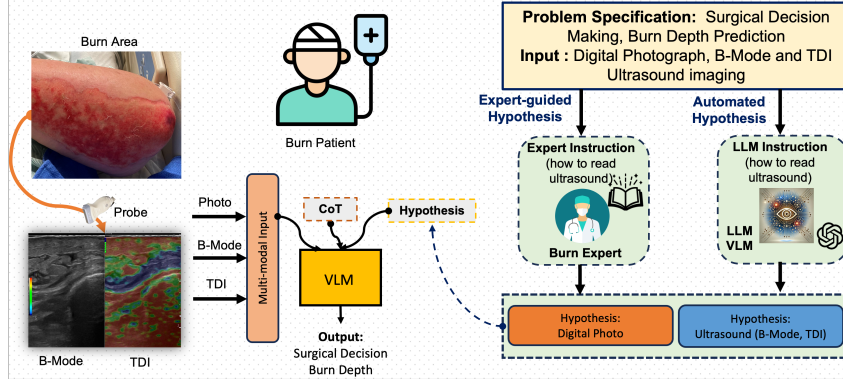 Burn Area
Probe
B-Mode
TDI
Burn Patient
Photo
B-Mode
TDI
Multi-modal Input
CoT
Hypothesis
VLM
Output:
Surgical Decision
Burn Depth
Problem Specification: Surgical Decision
Making, Burn Depth Prediction
Input : Digital Photograph, B-Mode and TDI
Ultrasound imaging
Expert-guided
Hypothesis
Automated
Hypothesis
Expert Instruction
(how to read
ultrasound)
Burn Expert
LLM Instruction
(how to read
ultrasound)
LLM
VLM
Hypothesis:
Digital Photo
Hypothesis:
Ultrasound (B-Mode, TDI)